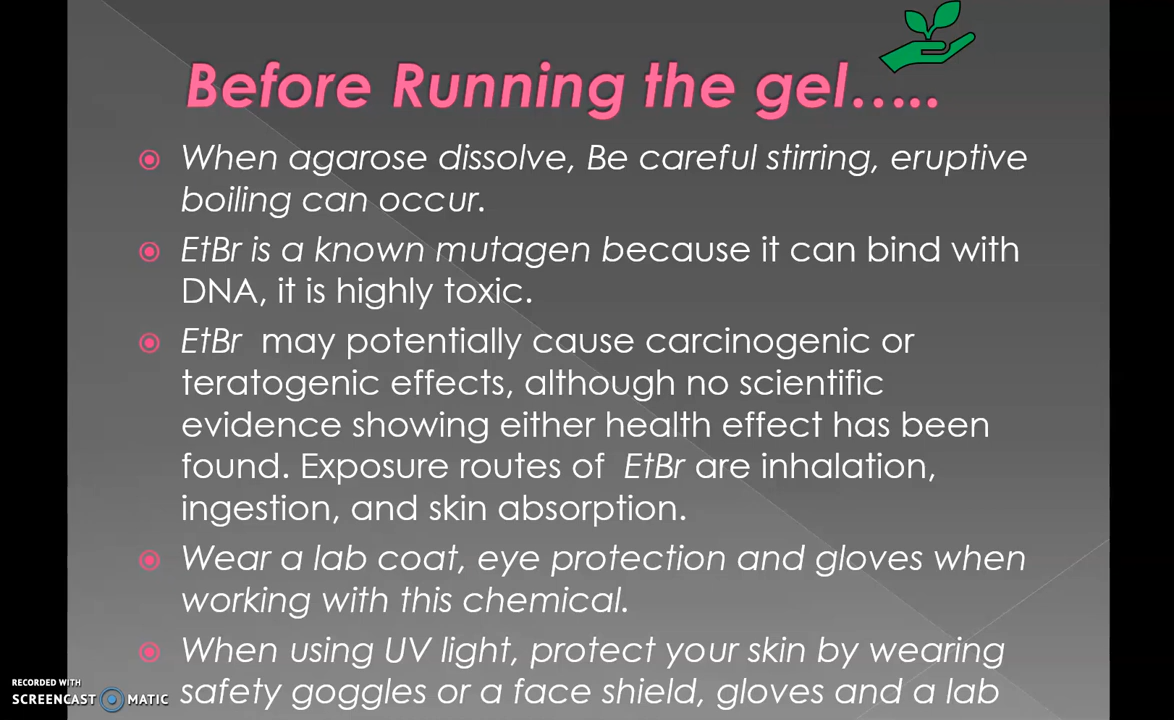 Before Running the gel…..
When agarose dissolve, Be careful stirring, eruptive
boiling can occur.
EtBr is a known mutagen because it can bind with
DNA, it is highly toxic.
EtBr may potentially cause carcinogenic or
teratogenic effects, although no scientific
evidence showing either health effect has been
found. Exposure routes of EtBr are inhalation,
ingestion, and skin absorption.
Wear a lab coat, eye protection and gloves when
working with this chemical.
When using UV light, protect your skin by wearing
safety goggles or a face shield, gloves and a lab
RECORDED WITH
SCREENCAST MATIC